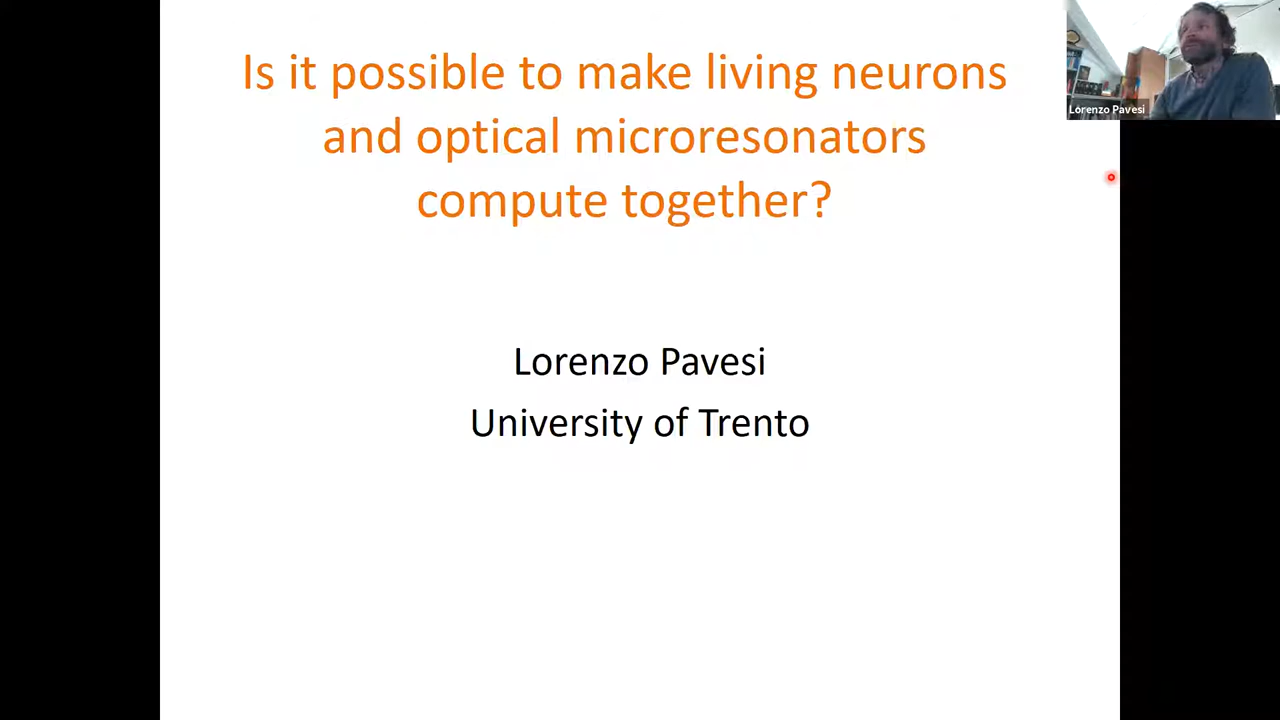 Is it possible to make living neurons
and optical microresonators
compute together?
Lorenzo Pavesi
Lorenzo Pavesi
University of Trento